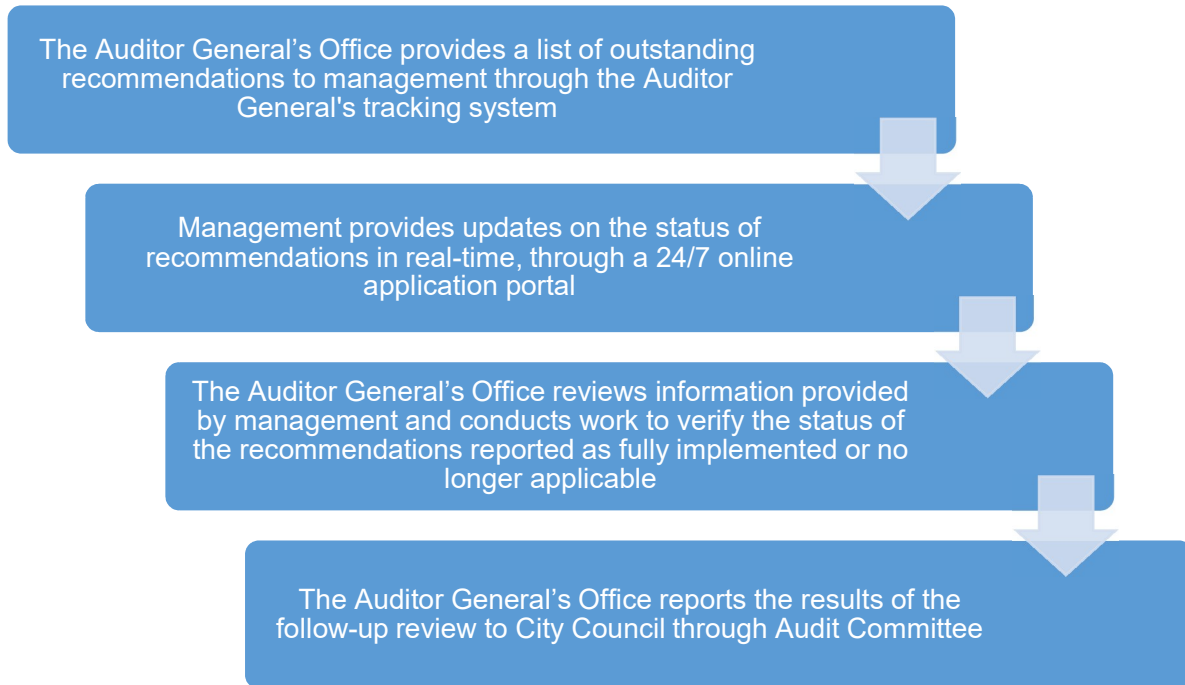 The Auditor General’s Office provides a list of outstanding
recommendations to management through the Auditor
General's tracking system
Management provides updates on the status of
recommendations in real-time, through a 24/7 online
application portal
The Auditor General’s Office reviews information provided
by management and conducts work to verify the status of
the recommendations reported as fully implemented or no
longer applicable
The Auditor General’s Office reports the results of the
follow-up review to City Council through Audit Committee